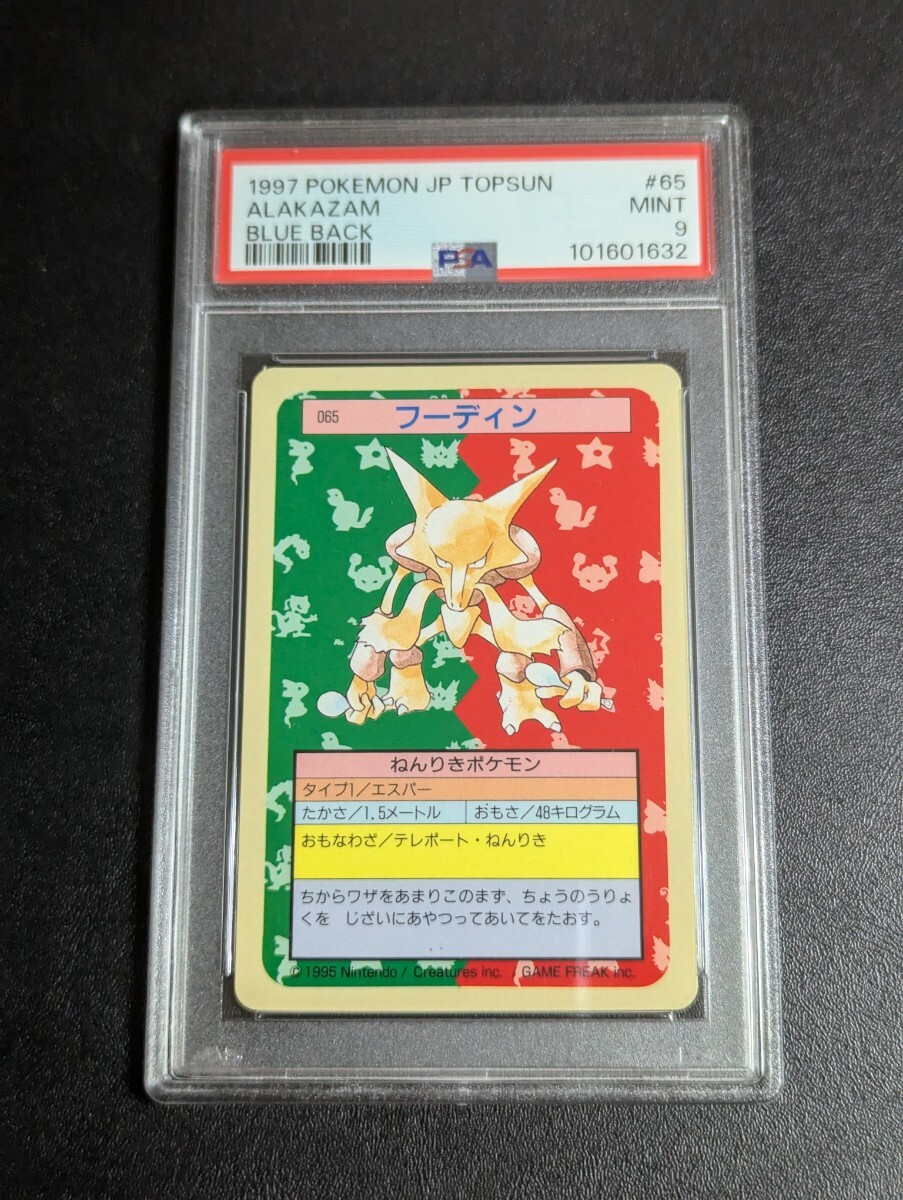 1997 POKEMON JP TOPSUN #65
ALAKAZAM MINT
BLUE BACK 9
PSA 101601632
065 フーディン
ねんりきポケモン
タイプ1/エスパー
たかさ/1.5メートル おもさ/48キログラム
おもなわざ/テレポート・ねんりき
ちからワザをあまりこのまず、ちょうのうりょ
くを じざいにあやつってあいてをたおす。
© 1995 Nintendo / Creatures inc. / GAME FREAK inc.